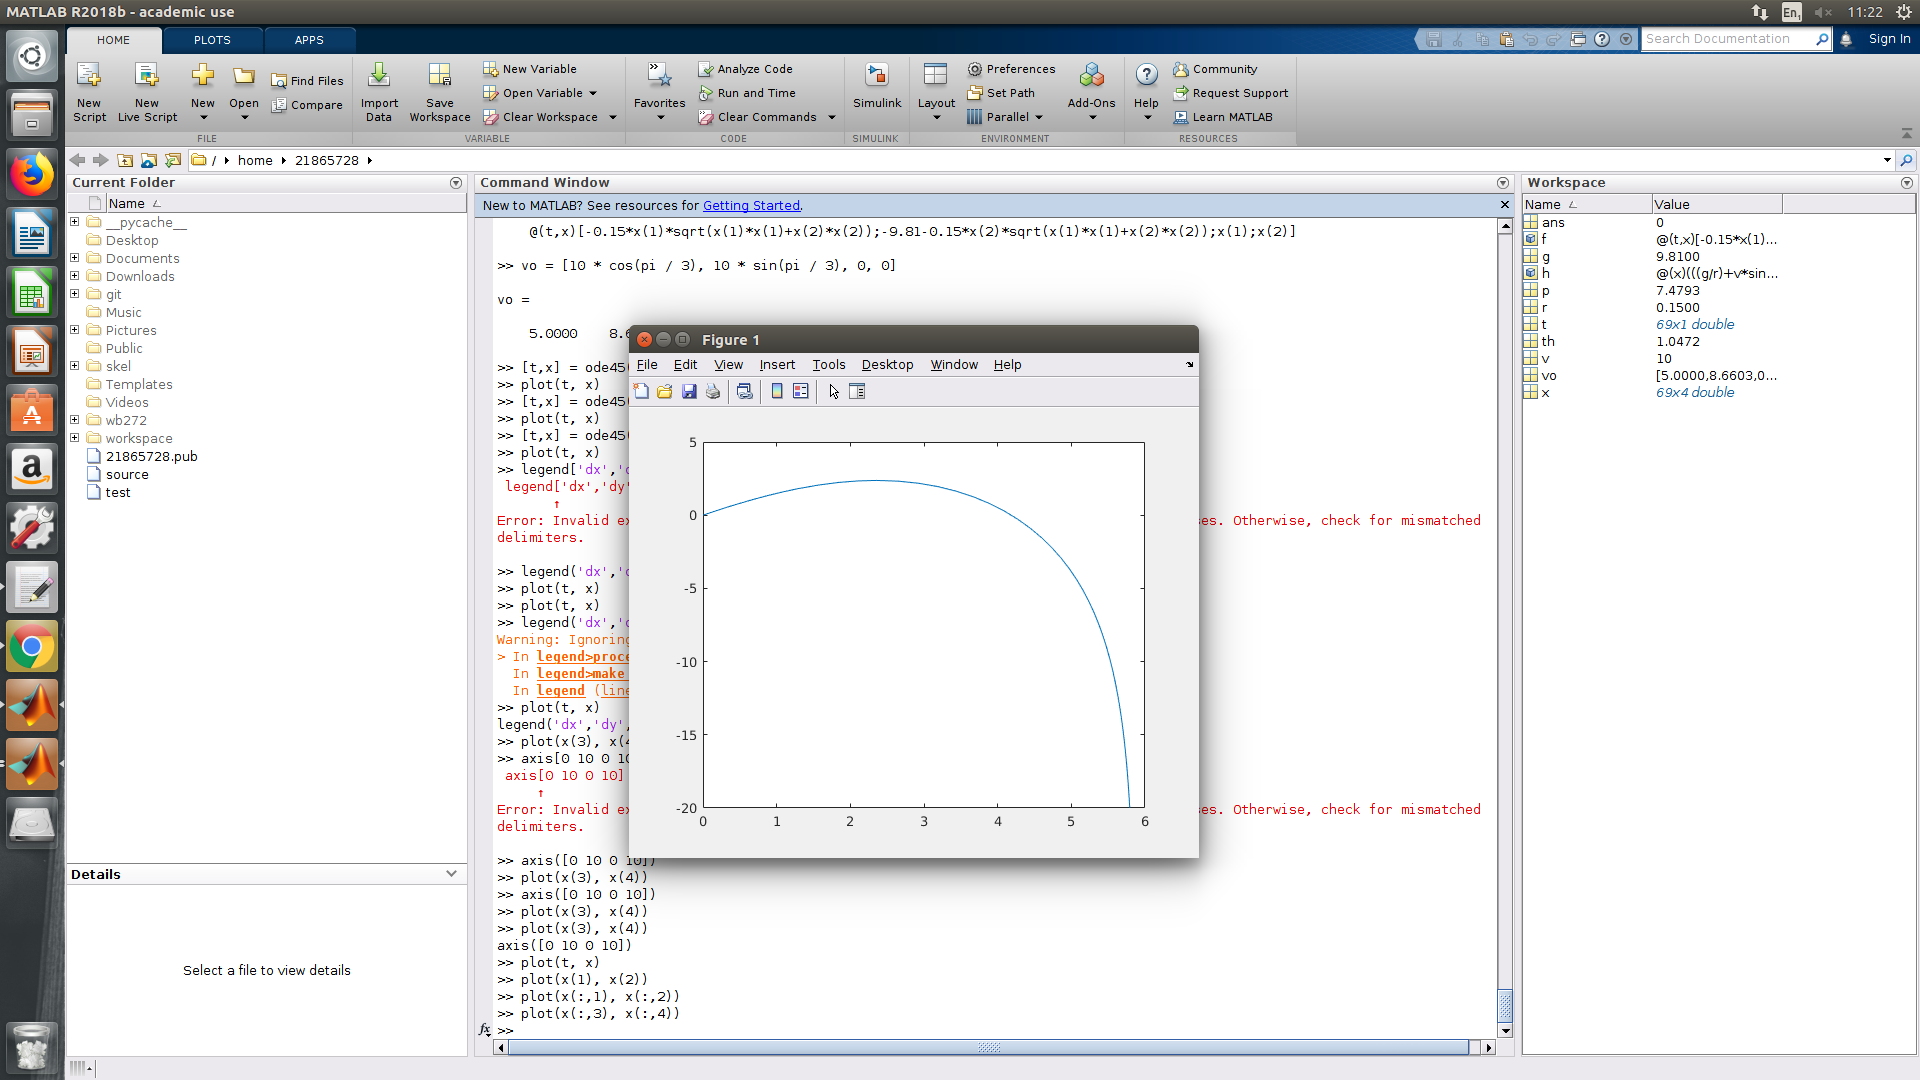 MATLAB R2018b - academic use
En1 11:22
HOME PLOTS APPS
Search Documentation Sign In
New Script
New Live Script
New
Open
Find Files
Compare
FILE
Import Data
Save Workspace
New Variable
Open Variable
Clear Workspace
VARIABLE
Favorites
Analyze Code
Run and Time
Clear Commands
CODE
Simulink
SIMULINK
Layout
Preferences
Set Path
Parallel
Add-Ons
ENVIRONMENT
Help
Community
Request Support
Learn MATLAB
RESOURCES
/ home 21865728
Current Folder
Name
__pycache__
Desktop
Documents
Downloads
git
Music
Pictures
Public
skel
Templates
Videos
wb272
workspace
21865728.pub
source
test
Details
Select a file to view details
Command Window
New to MATLAB? See resources for Getting Started.
@(t,x)[-0.15*x(1)*sqrt(x(1)*x(1)+x(2)*x(2));-9.81-0.15*x(2)*sqrt(x(1)*x(1)+x(2)*x(2));x(1);x(2)]
>> vo = [10 * cos(pi / 3), 10 * sin(pi / 3), 0, 0]
vo =
5.0000 8.6
>> [t,x] = ode45(
>> plot(t, x)
>> [t,x] = ode45(
>> plot(t, x)
>> [t,x] = ode45(
>> plot(t, x)
>> legend['dx','d
legend['dx','dy'
↑
Error: Invalid ex es. Otherwise, check for mismatched
delimiters.
>> legend('dx','d
>> plot(t, x)
>> plot(t, x)
>> legend('dx','d
Warning: Ignoring
> In legend>proce
In legend>make
In legend (line
>> plot(t, x)
legend('dx','dy',
>> plot(x(3), x(4
>> axis[0 10 0 10
axis[0 10 0 10]
↑
Error: Invalid ex es. Otherwise, check for mismatched
delimiters.
>> axis([0 10 0 10])
>> plot(x(3), x(4))
>> axis([0 10 0 10])
>> plot(x(3), x(4))
>> plot(x(3), x(4))
axis([0 10 0 10])
>> plot(t, x)
>> plot(x(1), x(2))
>> plot(x(:,1), x(:,2))
>> plot(x(:,3), x(:,4))
fx >>
Figure 1
File Edit View Insert Tools Desktop Window Help
5
0
-5
-10
-15
-20
0 1 2 3 4 5 6
Workspace
Name Value
ans 0
f @(t,x)[-0.15*x(1)...
g 9.8100
h @(x)(((g/r)+v*sin...
p 7.4793
r 0.1500
t 69x1 double
th 1.0472
v 10
vo [5.0000,8.6603,0...
x 69x4 double